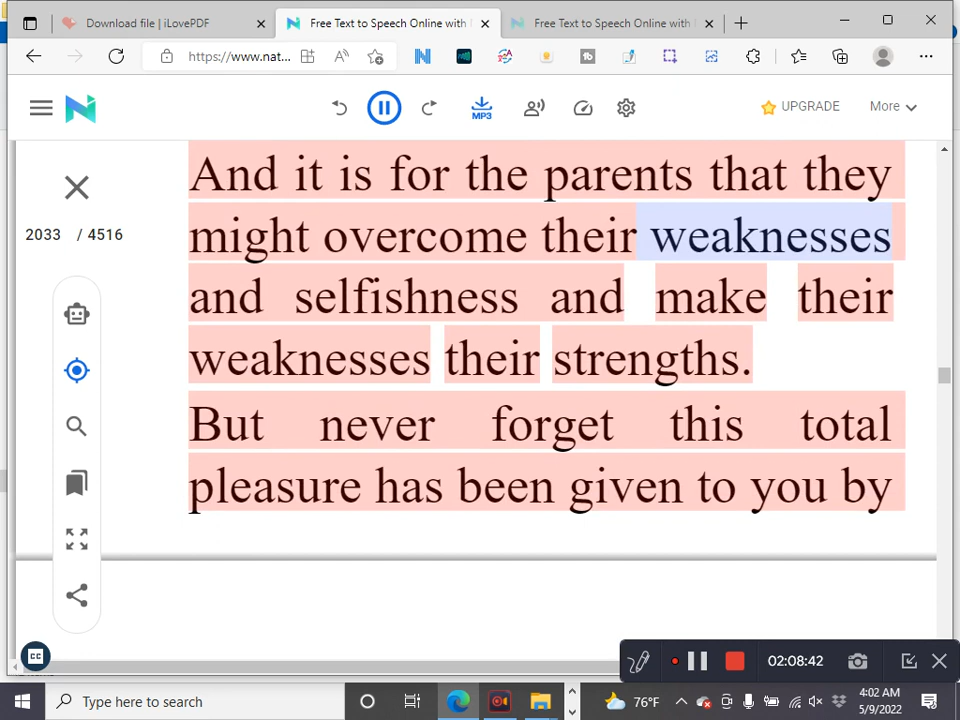 Download file | iLovePDF
Free Text to Speech Online with
Free Text to Speech Online with
https://www.nat...
MP3
UPGRADE
More
2033 / 4516
And it is for the parents that they
might overcome their weaknesses
and selfishness and make their
weaknesses their strengths.
But never forget this total
pleasure has been given to you by
CC
02:08:42
Type here to search
76°F
4:02 AM
5/9/2022